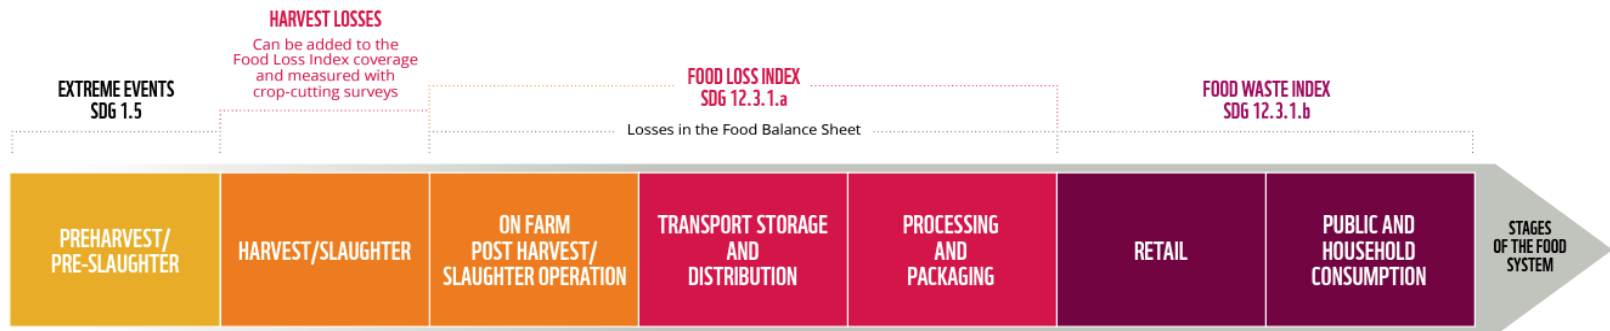 HARVEST LOSSES
Can be added to the
Food Loss Index coverage
and measured with
crop-cutting surveys
EXTREME EVENTS
SDG 1.5
FOOD LOSS INDEX
SDG 12.3.1.a
Losses in the Food Balance Sheet
FOOD WASTE INDEX
SDG 12.3.1.b
PREHARVEST/
PRE-SLAUGHTER
HARVEST/SLAUGHTER
ON FARM
POST HARVEST/
SLAUGHTER OPERATION
TRANSPORT STORAGE
AND
DISTRIBUTION
PROCESSING
AND
PACKAGING
RETAIL
PUBLIC AND
HOUSEHOLD
CONSUMPTION
STAGES
OF THE FOOD
SYSTEM